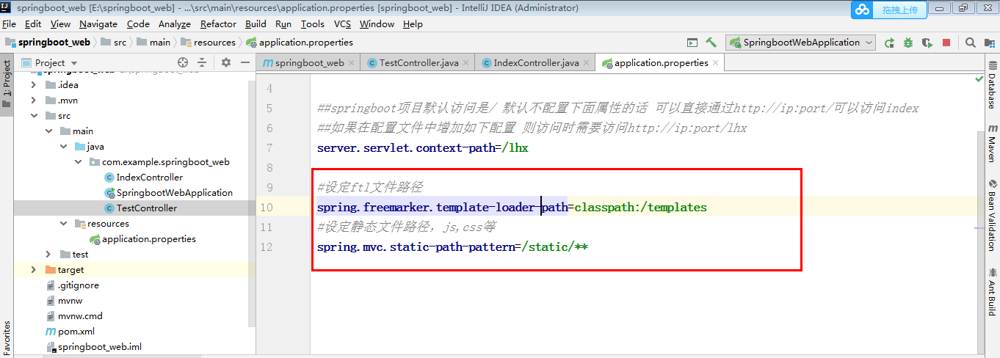 springboot_web [E:\springboot_web] - ...\src\main\resources\application.properties [springboot_web] - IntelliJ IDEA (Administrator)
拖拽上传
File Edit View Navigate Code Analyze Refactor Build Run Tools VCS Window Help
springboot_web src main resources application.properties
SpringbootWebApplication
Project
springboot_web TestController.java IndexController.java application.properties
1: Project
springboot_web E:\springboot_web
.idea
.mvn
src
main
java
com.example.springboot_web
IndexController
SpringbootWebApplication
TestController
resources
application.properties
test
target
.gitignore
mvnw
mvnw.cmd
pom.xml
springboot_web.iml
Favorites
4
5 ##springboot项目默认访问是/ 默认不配置下面属性的话 可以直接通过http://ip:port/可以访问index
6 ##如果在配置文件中增加如下配置 则访问时需要访问http://ip:port/lhx
7 server.servlet.context-path=/lhx
8
9 #设定ftl文件路径
10 spring.freemarker.template-loader-path=classpath:/templates
11 #设定静态文件路径，js,css等
12 spring.mvc.static-path-pattern=/static/**
Database
Maven
Bean Validation
Ant Build